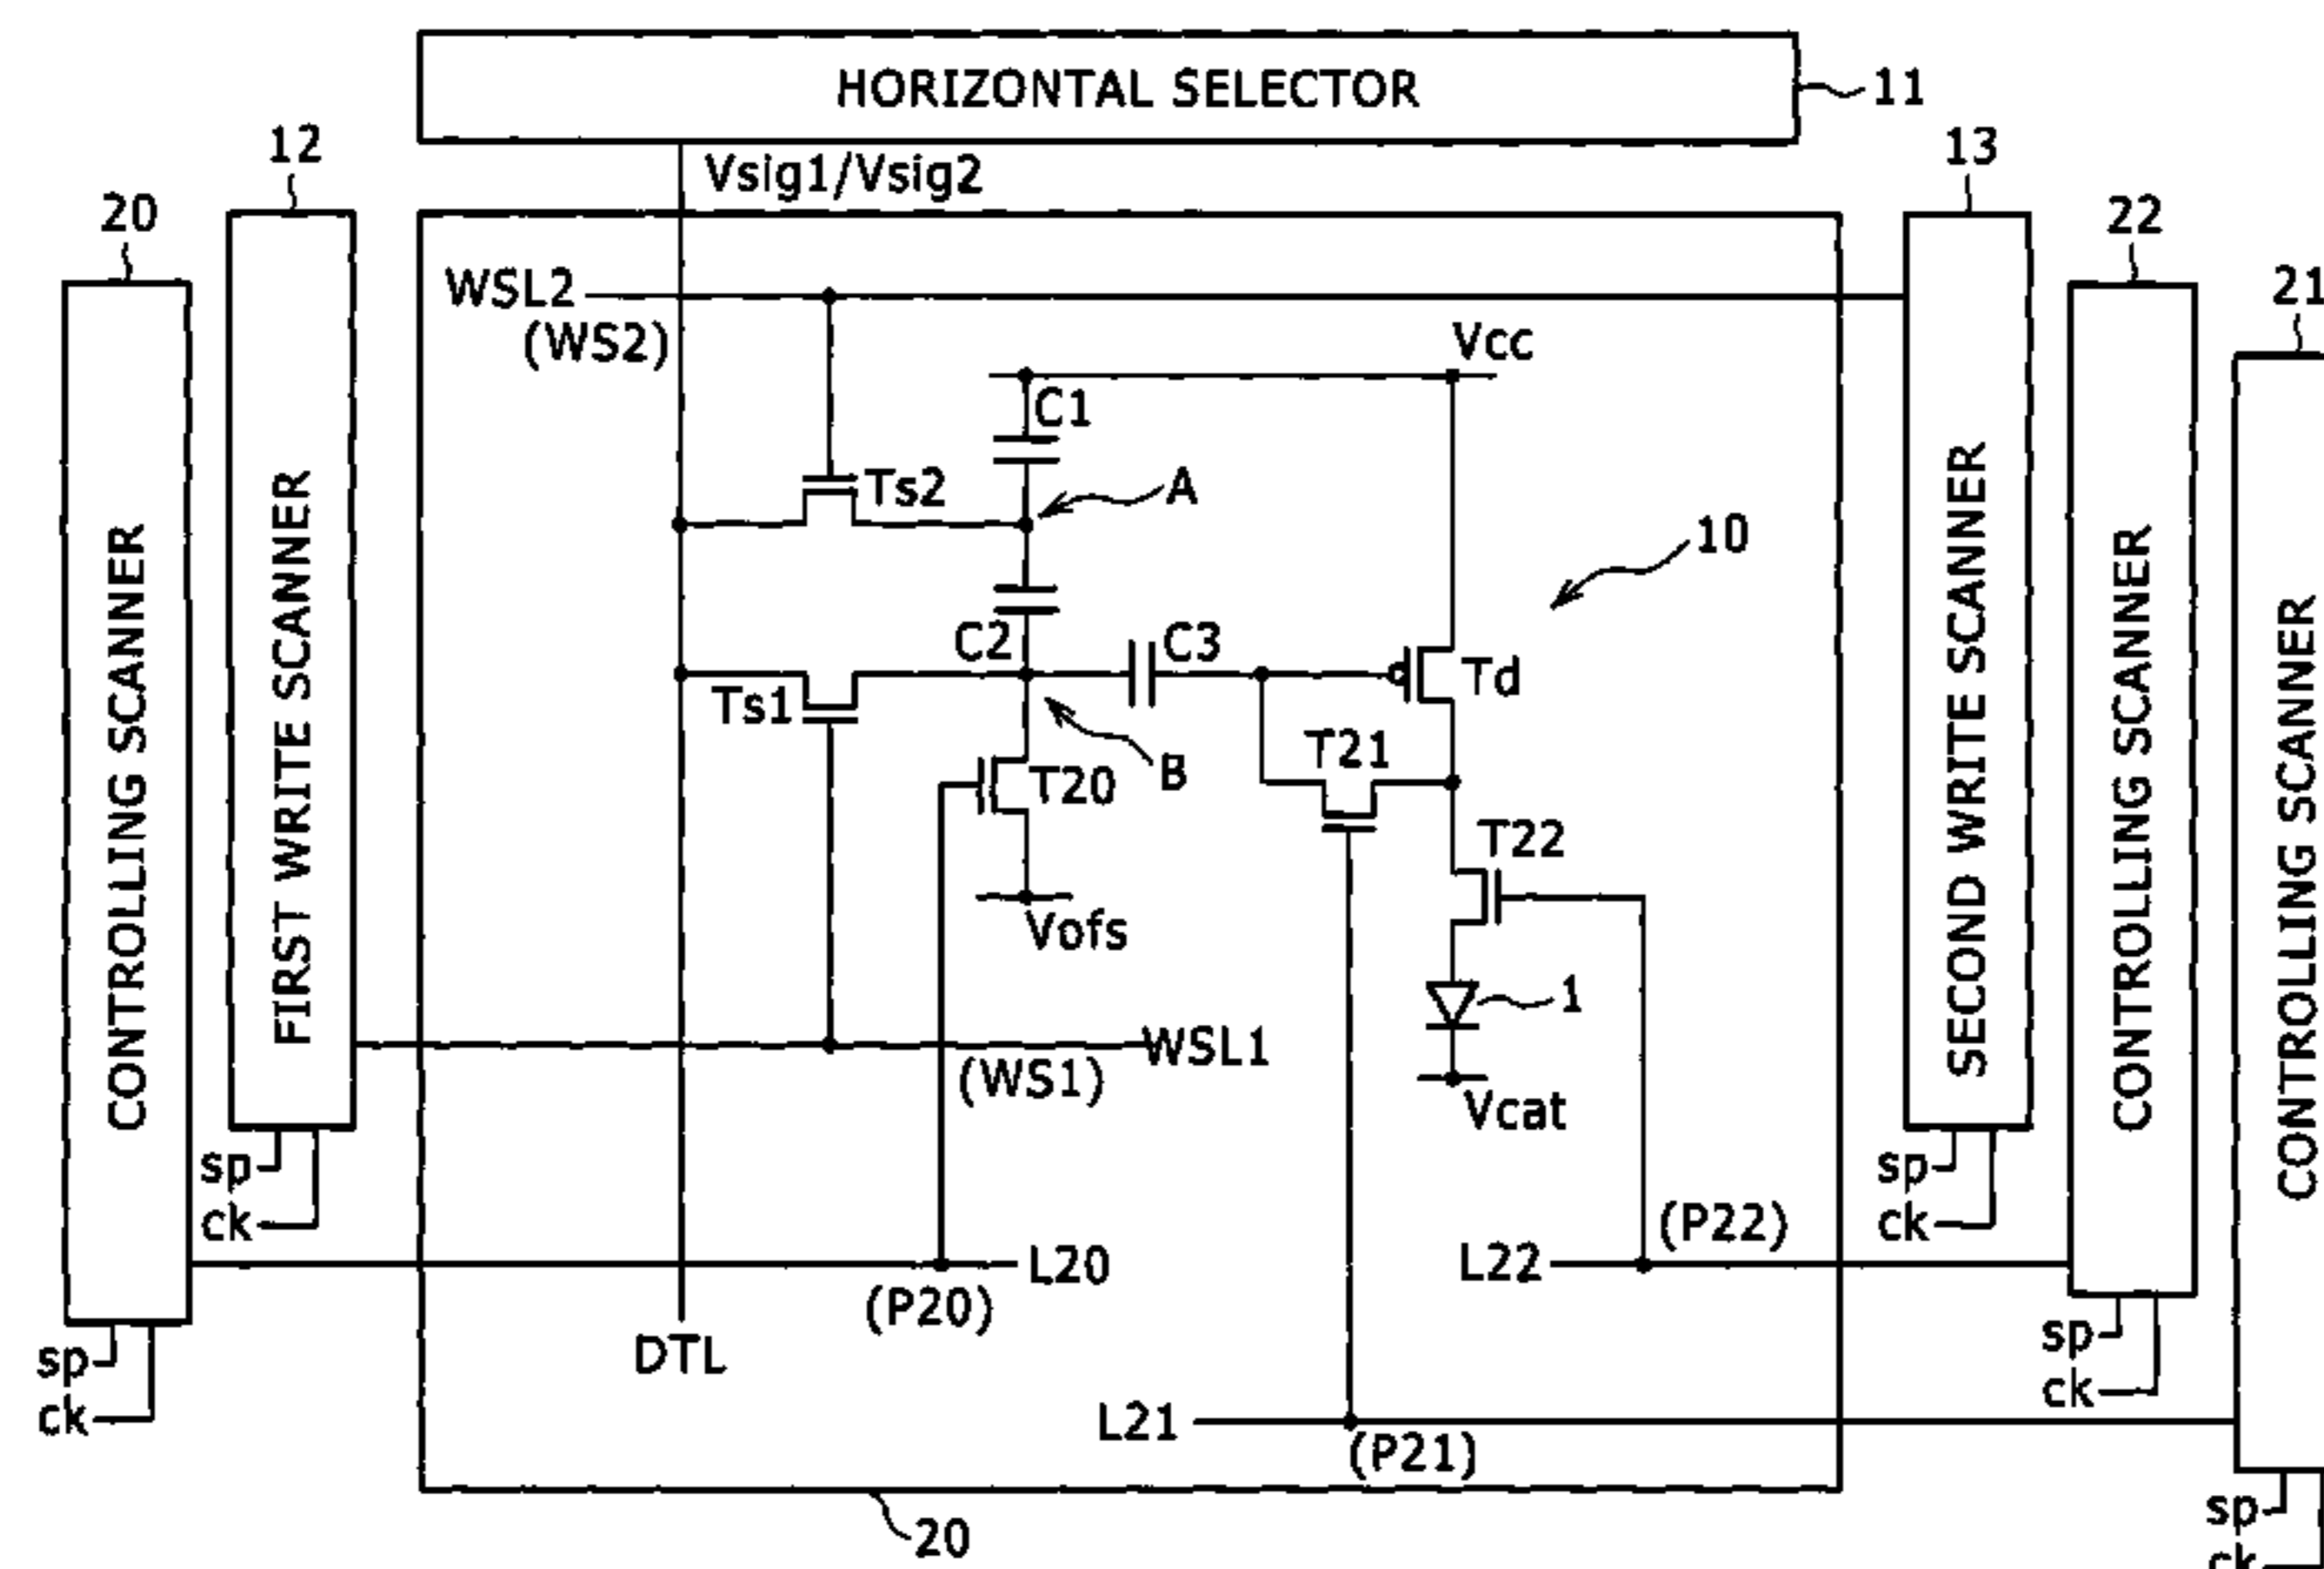 HORIZONTAL SELECTOR
11
12
13
Vsig1/Vsig2
20
22
21
WSL2
(WS2)
Vcc
C1
Ts2
A
10
C2
C3
Ts1
Td
T21
B
T20
T22
Vofs
1
WSL1
(WS1)
Vcat
CONTROLLING SCANNER
FIRST WRITE SCANNER
SECOND WRITE SCANNER
CONTROLLING SCANNER
CONTROLLING SCANNER
sp
ck
sp
ck
(P22)
L20
L22
(P20)
DTL
sp
ck
sp
ck
L21
(P21)
20
sp
ck